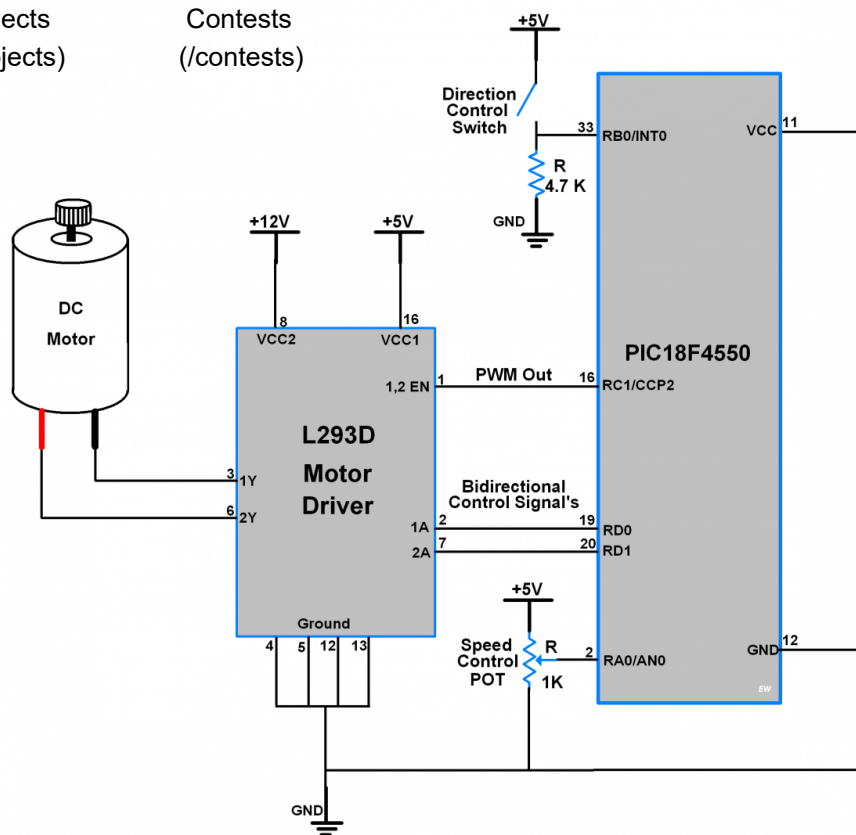 ects
jects)
Contests
(/contests)
+5V
Direction
Control
Switch
33
RB0/INT0
VCC
11
R
4.7 K
GND
+12V
+5V
DC
Motor
8
VCC2
16
VCC1
PIC18F4550
1,2 EN
1
PWM Out
16
RC1/CCP2
L293D
Motor
Driver
3
1Y
6
2Y
Bidirectional
Control Signal's
1A
2
19
RD0
2A
7
20
RD1
+5V
Ground
4
5
12
13
Speed
Control
POT
R
1K
2
RA0/AN0
GND
12
EW
GND